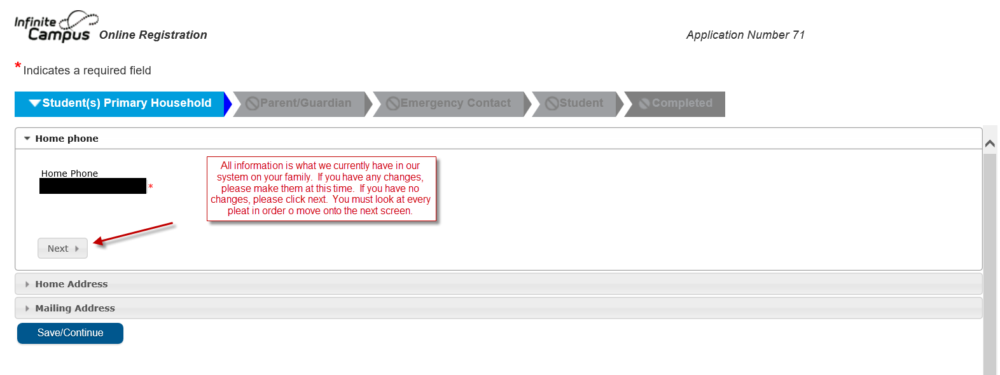 Infinite
Campus Online Registration
Application Number 71
* Indicates a required field
Student(s) Primary Household
Parent/Guardian
Emergency Contact
Student
Completed
Home phone
Home Phone
*
All information is what we currently have in our
system on your family. If you have any changes,
please make them at this time. If you have no
changes, please click next. You must look at every
pleat in order o move onto the next screen.
Next
Home Address
Mailing Address
Save/Continue